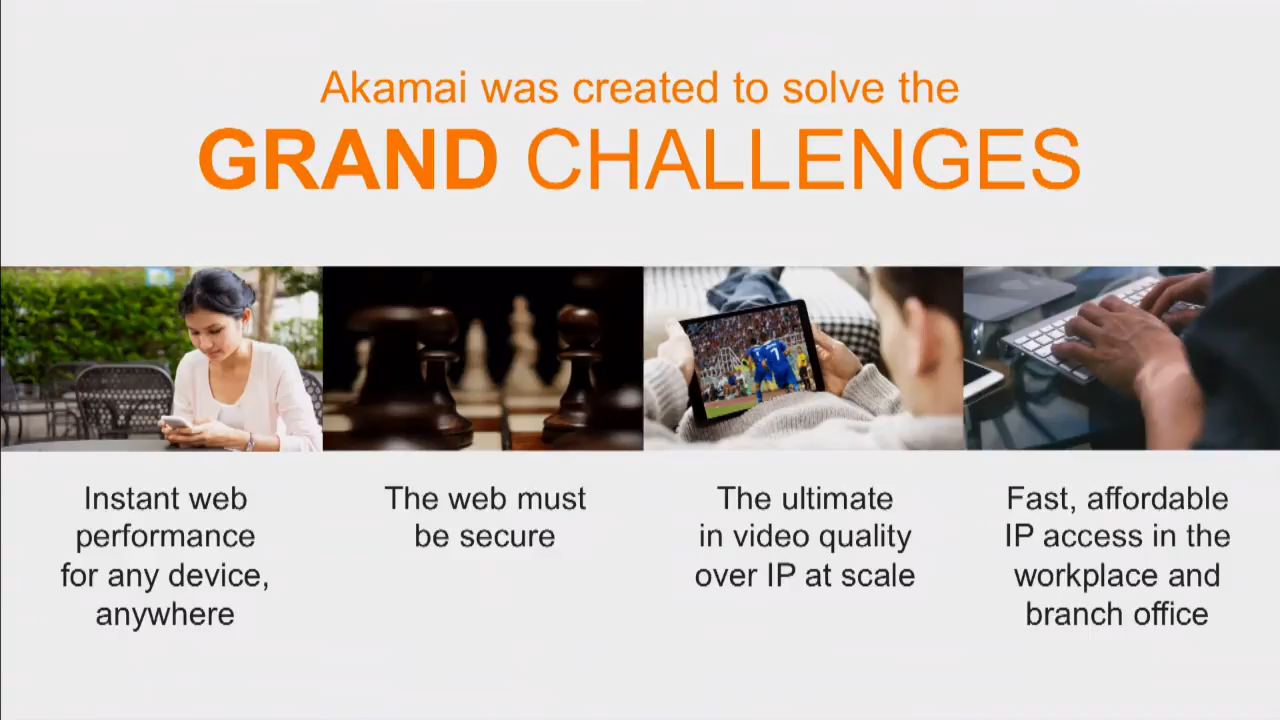 Akamai was created to solve the
GRAND CHALLENGES
7
Instant web
performance
for any device,
anywhere
The web must
be secure
The ultimate
in video quality
over IP at scale
Fast, affordable
IP access in the
workplace and
branch office